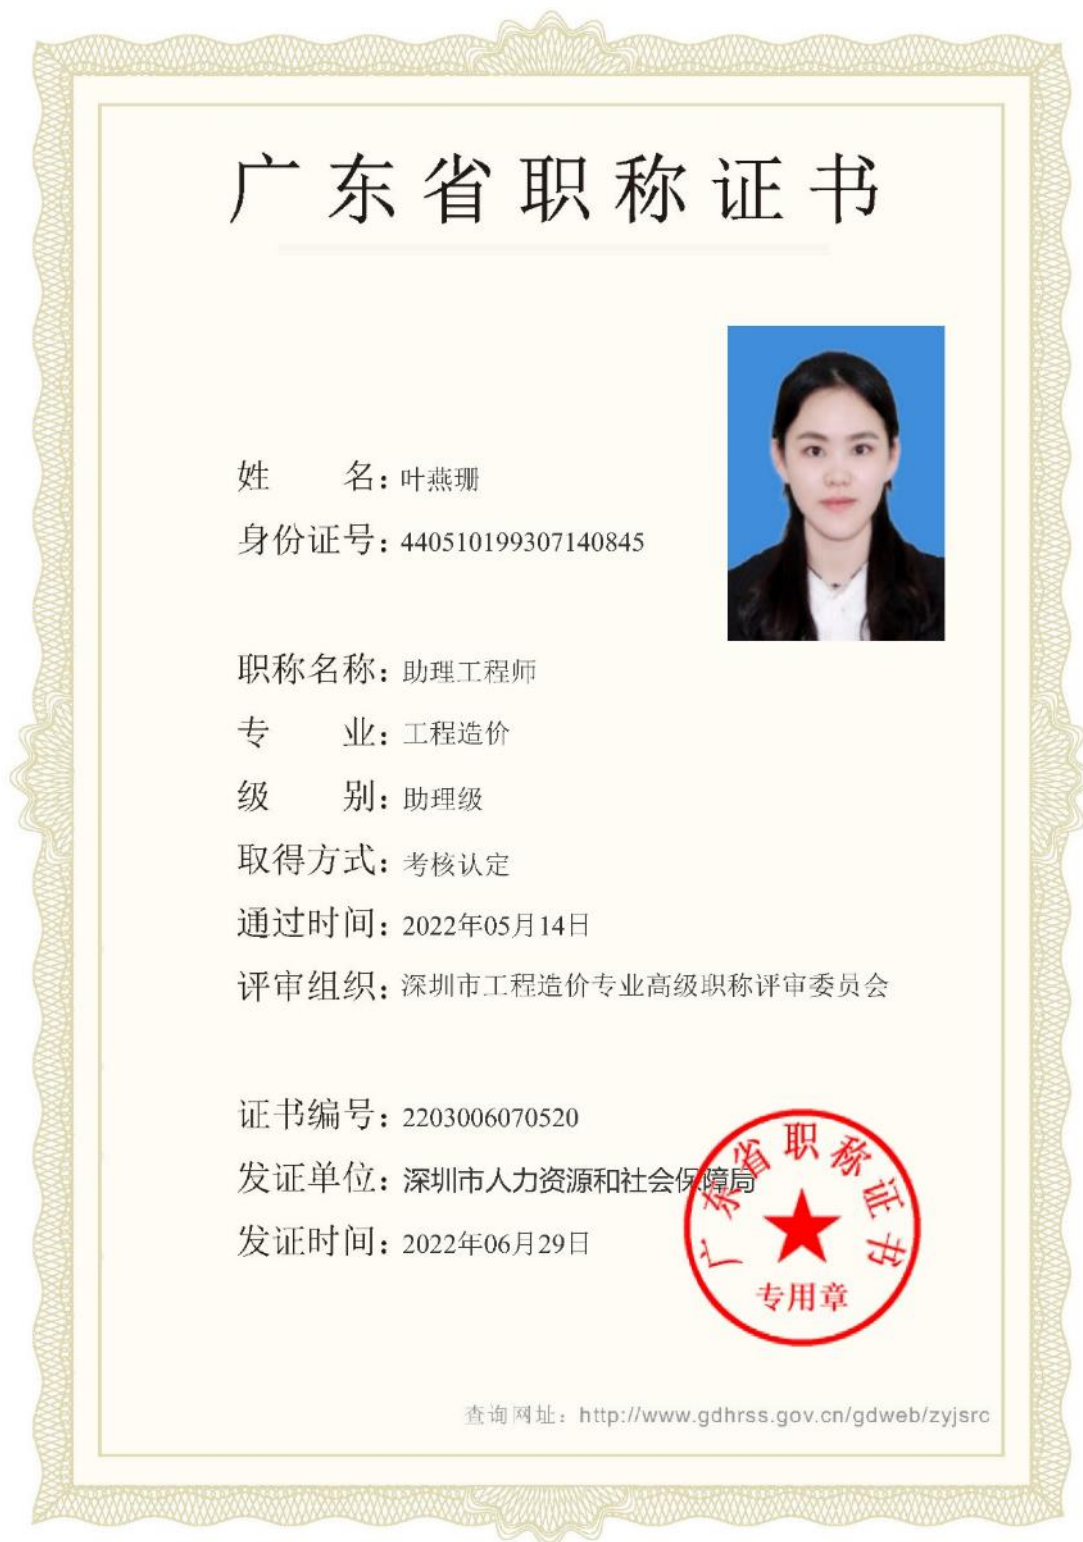 广东省职称证书
姓 名：叶燕珊
身份证号：440510199307140845
职称名称：助理工程师
专 业：工程造价
级 别：助理级
取得方式：考核认定
通过时间：2022年05月14日
评审组织：深圳市工程造价专业高级职称评审委员会
证书编号：2203006070520
发证单位：深圳市人力资源和社会保障局
发证时间：2022年06月29日
广东省职称证书
专用章
查询网址：http://www.gdhrss.gov.cn/gdweb/zyjsrc